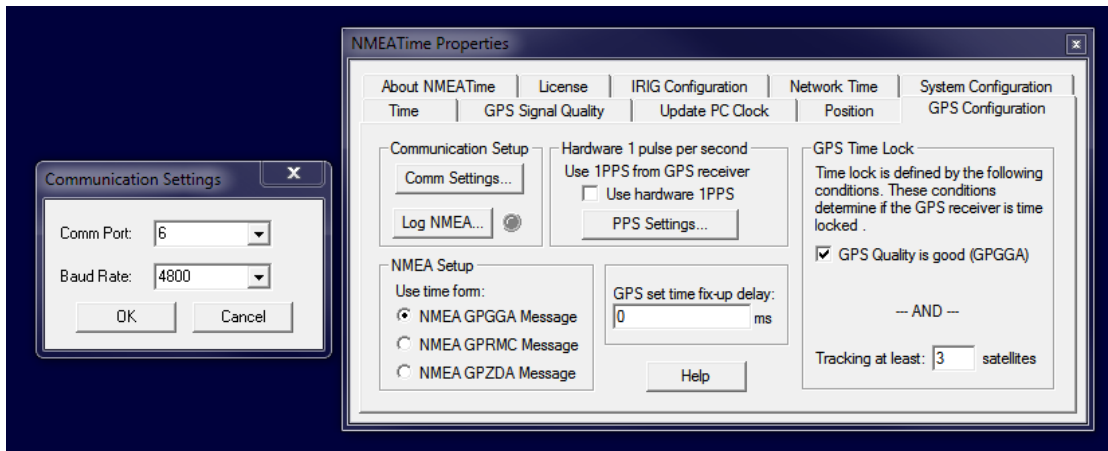 Communication Settings
x
Comm Port:
6
Baud Rate:
4800
OK
Cancel
NMEATime Properties
x
About NMEATime
License
IRIG Configuration
Network Time
System Configuration
Time
GPS Signal Quality
Update PC Clock
Position
GPS Configuration
Communication Setup
Comm Settings...
Log NMEA...
Hardware 1 pulse per second
Use 1PPS from GPS receiver
Use hardware 1PPS
PPS Settings...
NMEA Setup
Use time form:
NMEA GPGGA Message
NMEA GPRMC Message
NMEA GPZDA Message
GPS set time fix-up delay:
0
ms
Help
GPS Time Lock
Time lock is defined by the following
conditions. These conditions
determine if the GPS receiver is time
locked .
GPS Quality is good (GPGGA)
--- AND ---
Tracking at least: 3 satellites